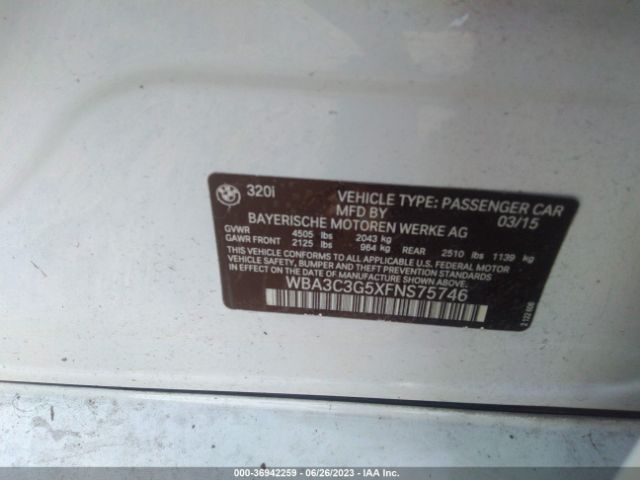 BMW
320i
VEHICLE TYPE: PASSENGER CAR
MFD BY 03/15
BAYERISCHE MOTOREN WERKE AG
GVWR 4505 lbs 2043 kg
GAWR FRONT 2125 lbs 964 kg REAR 2510 lbs 1139 kg
THIS VEHICLE CONFORMS TO ALL APPLICABLE U.S. FEDERAL MOTOR
VEHICLE SAFETY, BUMPER, AND THEFT PREVENTION STANDARDS
IN EFFECT ON THE DATE OF MANUFACTURE SHOWN ABOVE.
WBA3C3G5XFNS75746
000-36942259 - 06/26/2023 - IAA Inc.